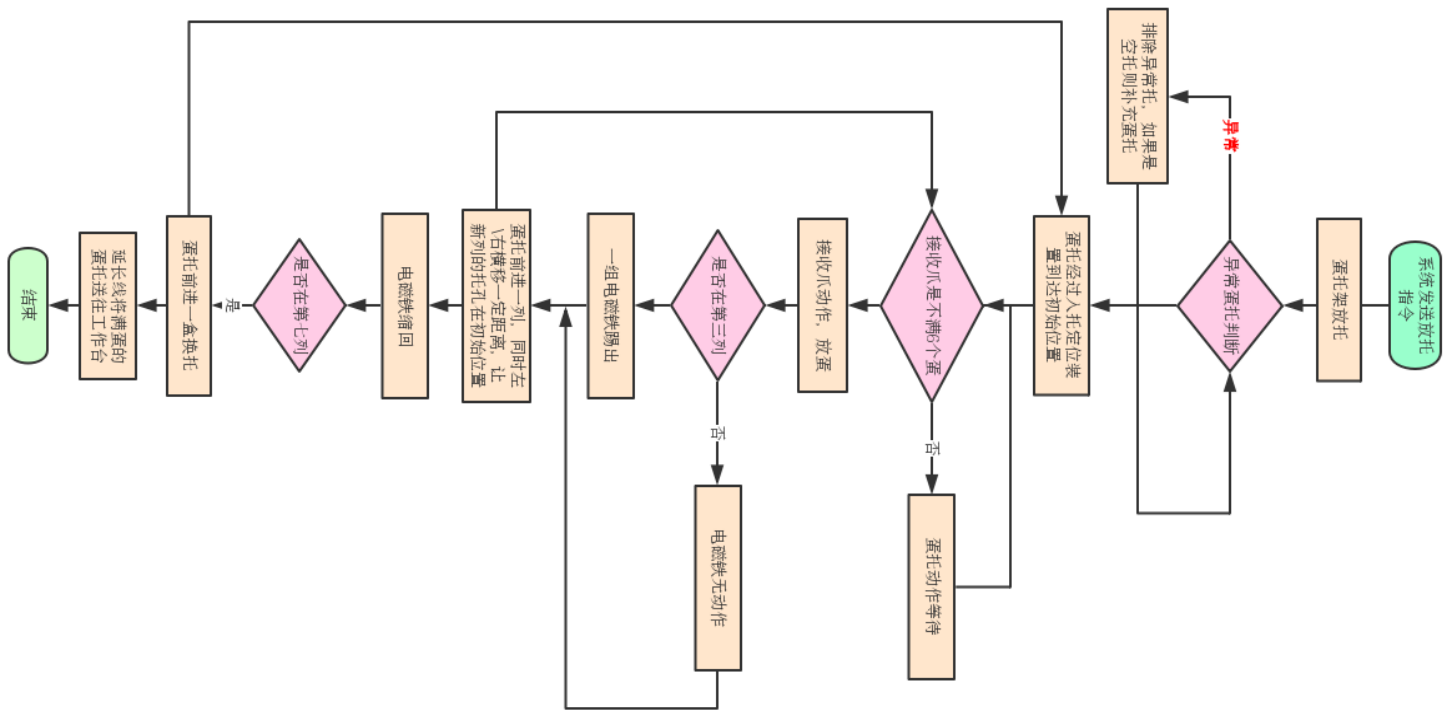 系统发送放托
指令
蛋托架放托
异常蛋托判断
异常
排除异常托，如果是
空托则补充蛋托
蛋托经过入托定位装
置到达初始位置
接收爪是不满6个蛋
否
蛋托动作等待
接收爪动作，放蛋
是否在第三列
否
电磁铁无动作
一组电磁铁踢出
蛋托前进一列，同时左
\右横移一定距离，让
新列的托孔在初始位置
电磁铁缩回
是否在第七列
是
蛋托前进一盒换托
延长线将满蛋的
蛋托送往工作台
结束